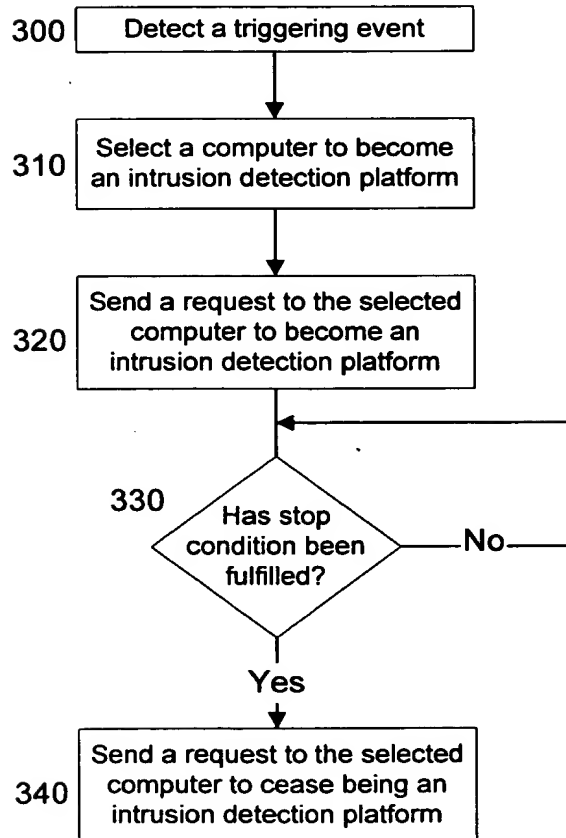 300
Detect a triggering event
310
Select a computer to become
an intrusion detection platform
320
Send a request to the selected
computer to become an
intrusion detection platform
330
Has stop
condition been
fulfilled?
No
Yes
340
Send a request to the selected
computer to cease being an
intrusion detection platform